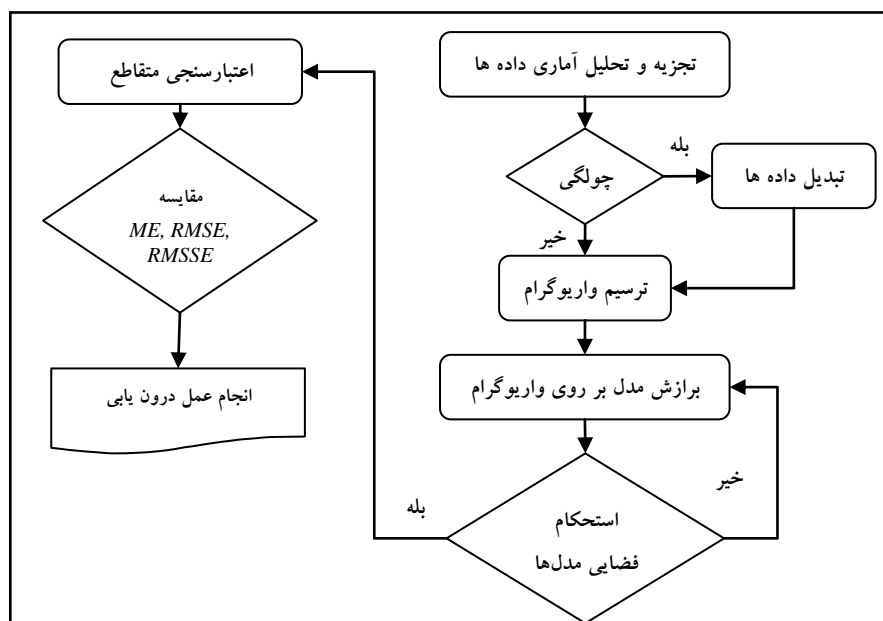 تجزیه و تحلیل آماری داده ها
چولگی
بله
تبدیل داده ها
خیر
ترسیم واریوگرام
برازش مدل بر روی واریوگرام
استحکام
فضایی مدل‌ها
خیر
بله
اعتبارسنجی متقاطع
مقایسه
ME, RMSE,
RMSSE
انجام عمل درون یابی